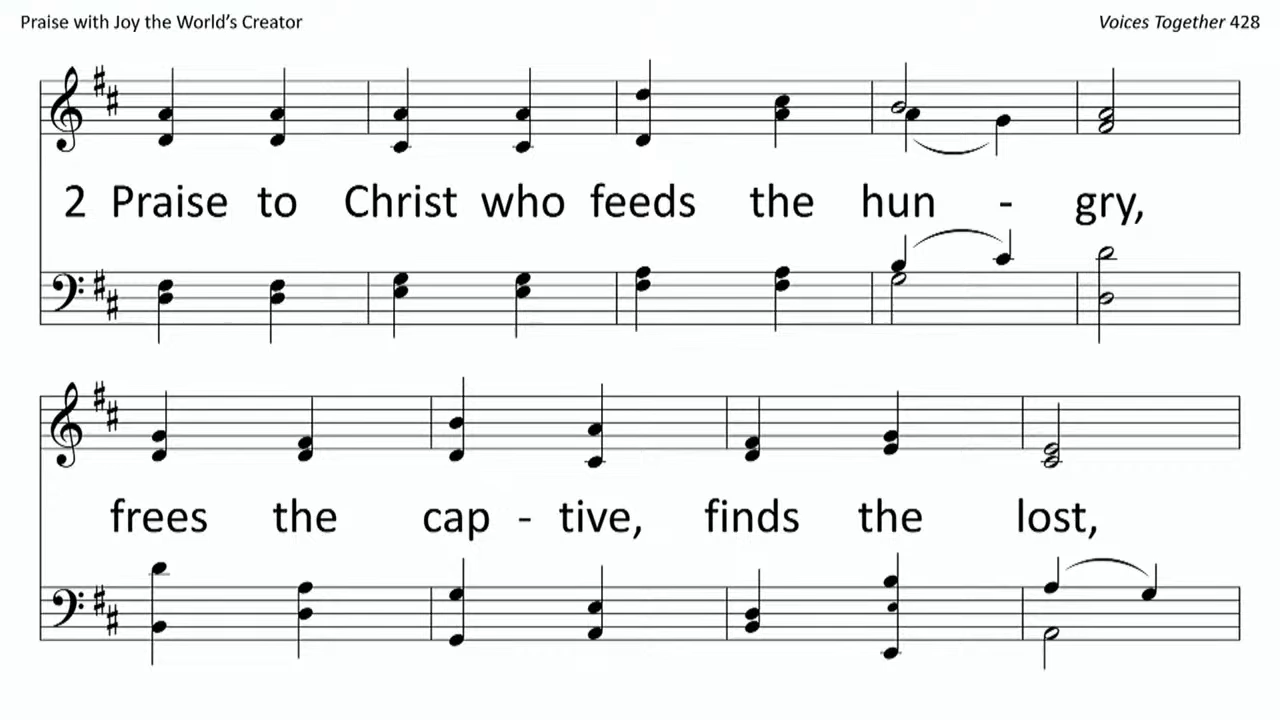 Praise with Joy the World's Creator
Voices Together 428
2 Praise to Christ who feeds the hun - gry,
frees the cap - tive, finds the lost,